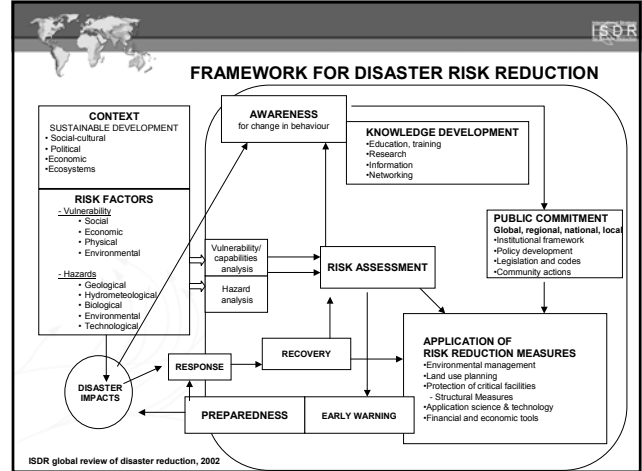 ISDR
FRAMEWORK FOR DISASTER RISK REDUCTION
CONTEXT
SUSTAINABLE DEVELOPMENT
• Social-cultural
• Political
•Economic
•Ecosystems
RISK FACTORS
- Vulnerability
• Social
• Economic
• Physical
• Environmental
- Hazards
• Geological
• Hydrometeological
• Biological
• Environmental
• Technological
AWARENESS
for change in behaviour
KNOWLEDGE DEVELOPMENT
•Education, training
•Research
•Information
•Networking
PUBLIC COMMITMENT
Global, regional, national, local
•Institutional framework
•Policy development
•Legislation and codes
•Community actions
Vulnerability/
capabilities
analysis
Hazard
analysis
RISK ASSESSMENT
APPLICATION OF
RISK REDUCTION MEASURES
•Environmental management
•Land use planning
•Protection of critical facilities
- Structural Measures
•Application science & technology
•Financial and economic tools
DISASTER
IMPACTS
RESPONSE
RECOVERY
PREPAREDNESS
EARLY WARNING
ISDR global review of disaster reduction, 2002